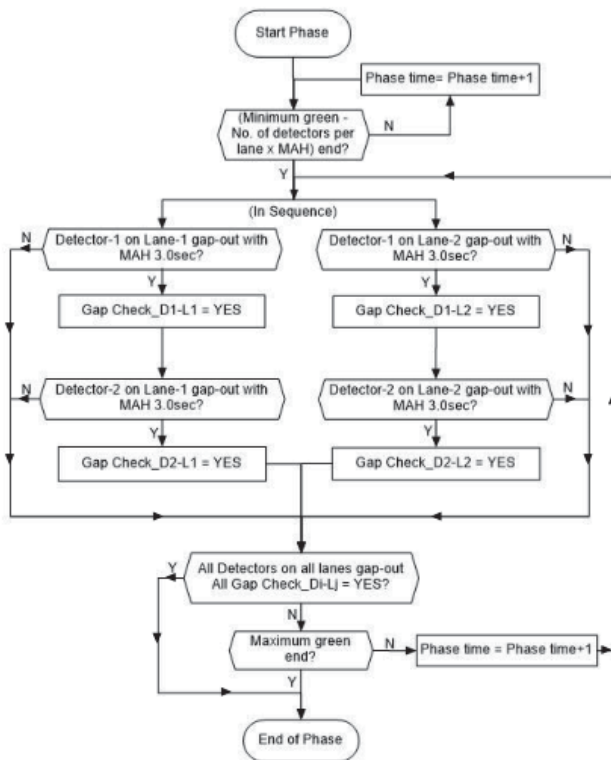 Start Phase
Phase time= Phase time+1
(Minimum green -
No. of detectors per
lane x MAH) end?
N
Y
(In Sequence)
N
Detector-1 on Lane-1 gap-out with
MAH 3.0sec?
Detector-1 on Lane-2 gap-out with
MAH 3.0sec?
N
Y
Y
Gap Check_D1-L1 = YES
Gap Check_D1-L2 = YES
N
Detector-2 on Lane-1 gap-out with
MAH 3.0sec?
Detector-2 on Lane-2 gap-out with
MAH 3.0sec?
N
Y
Y
Gap Check_D2-L1 = YES
Gap Check_D2-L2 = YES
Y
All Detectors on all lanes gap-out
All Gap Check_Di-Lj = YES?
N
Maximum green
end?
N
Phase time = Phase time+1
Y
End of Phase